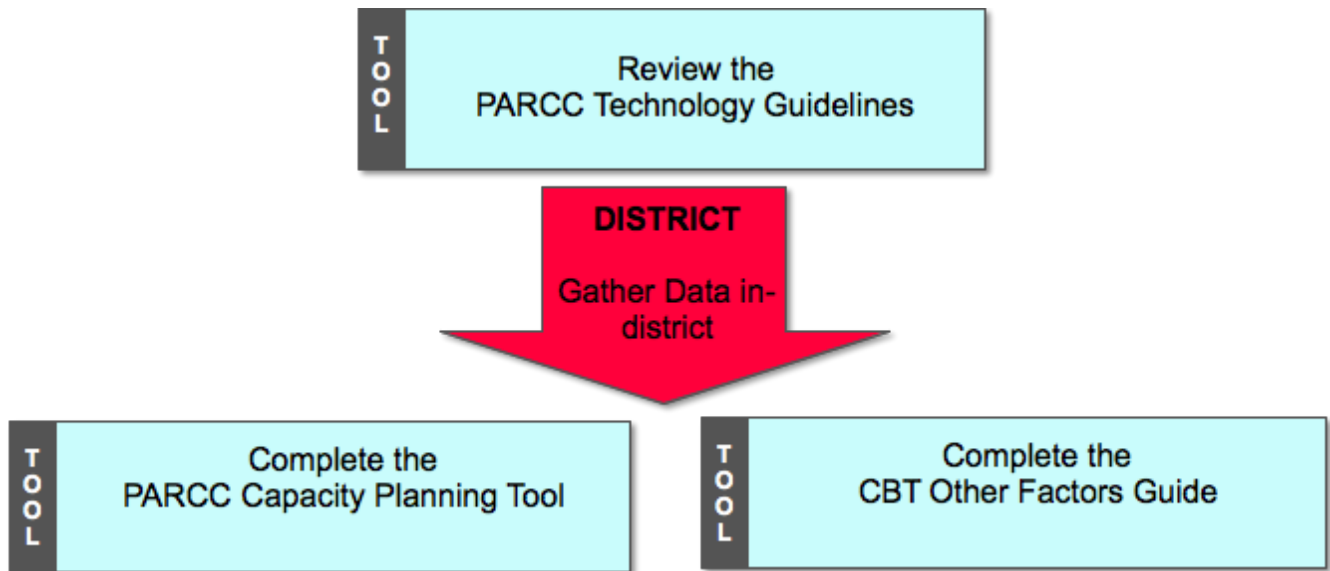 TOOL
Review the
PARCC Technology Guidelines
DISTRICT
Gather Data in-
district
TOOL
Complete the
PARCC Capacity Planning Tool
TOOL
Complete the
CBT Other Factors Guide